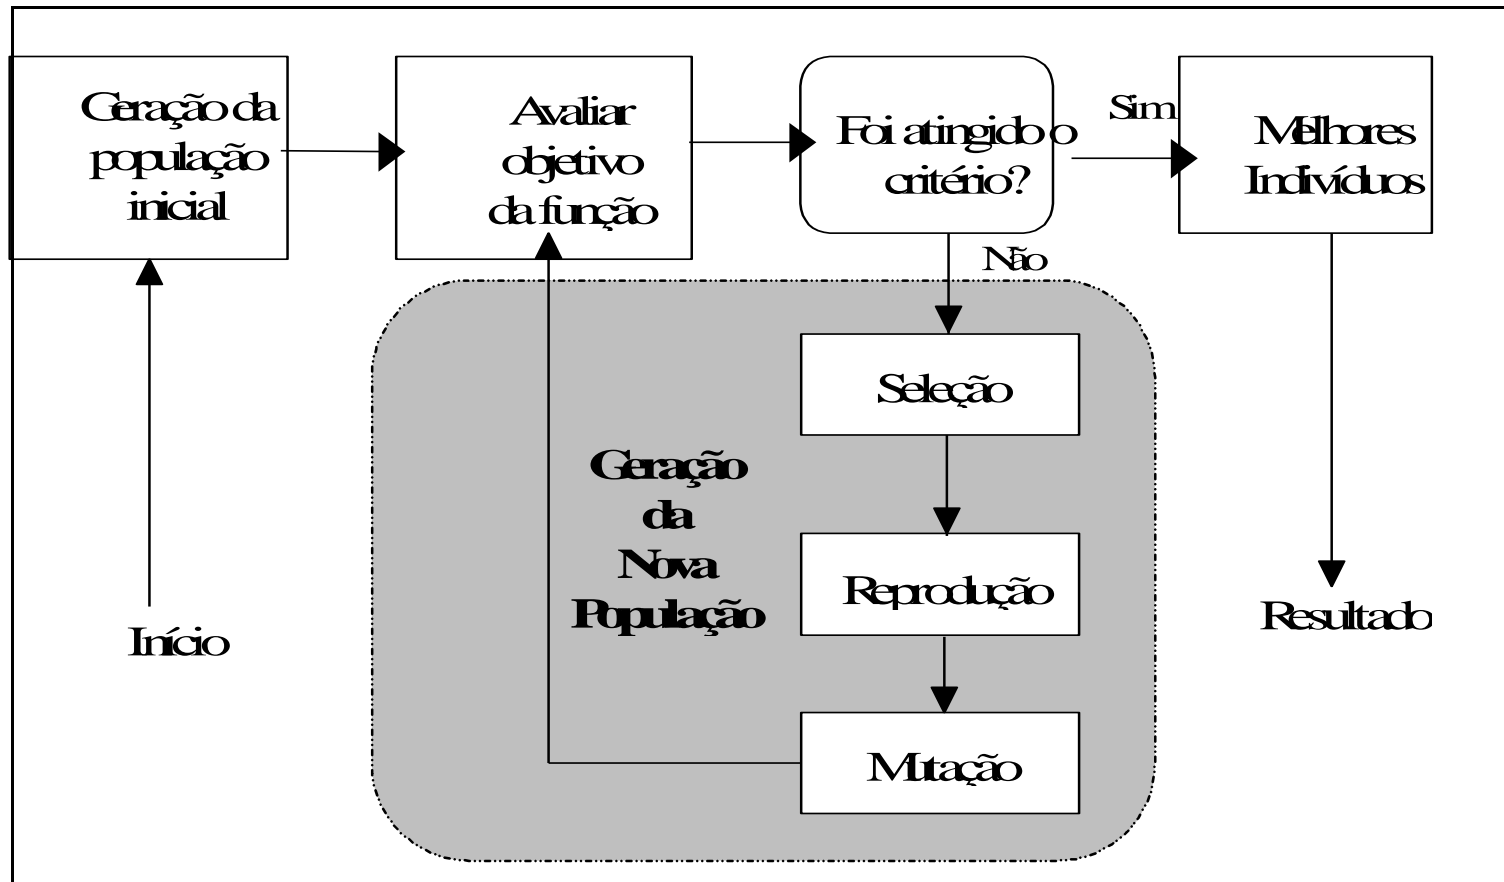 Geração da
população
inicial
Avaliar
objetivo
da função
Foi atingido o
critério?
Sim
Melhores
Indivíduos
Não
Seleção
Geração
da
Nova
População
Reprodução
Mutação
Início
Resultado